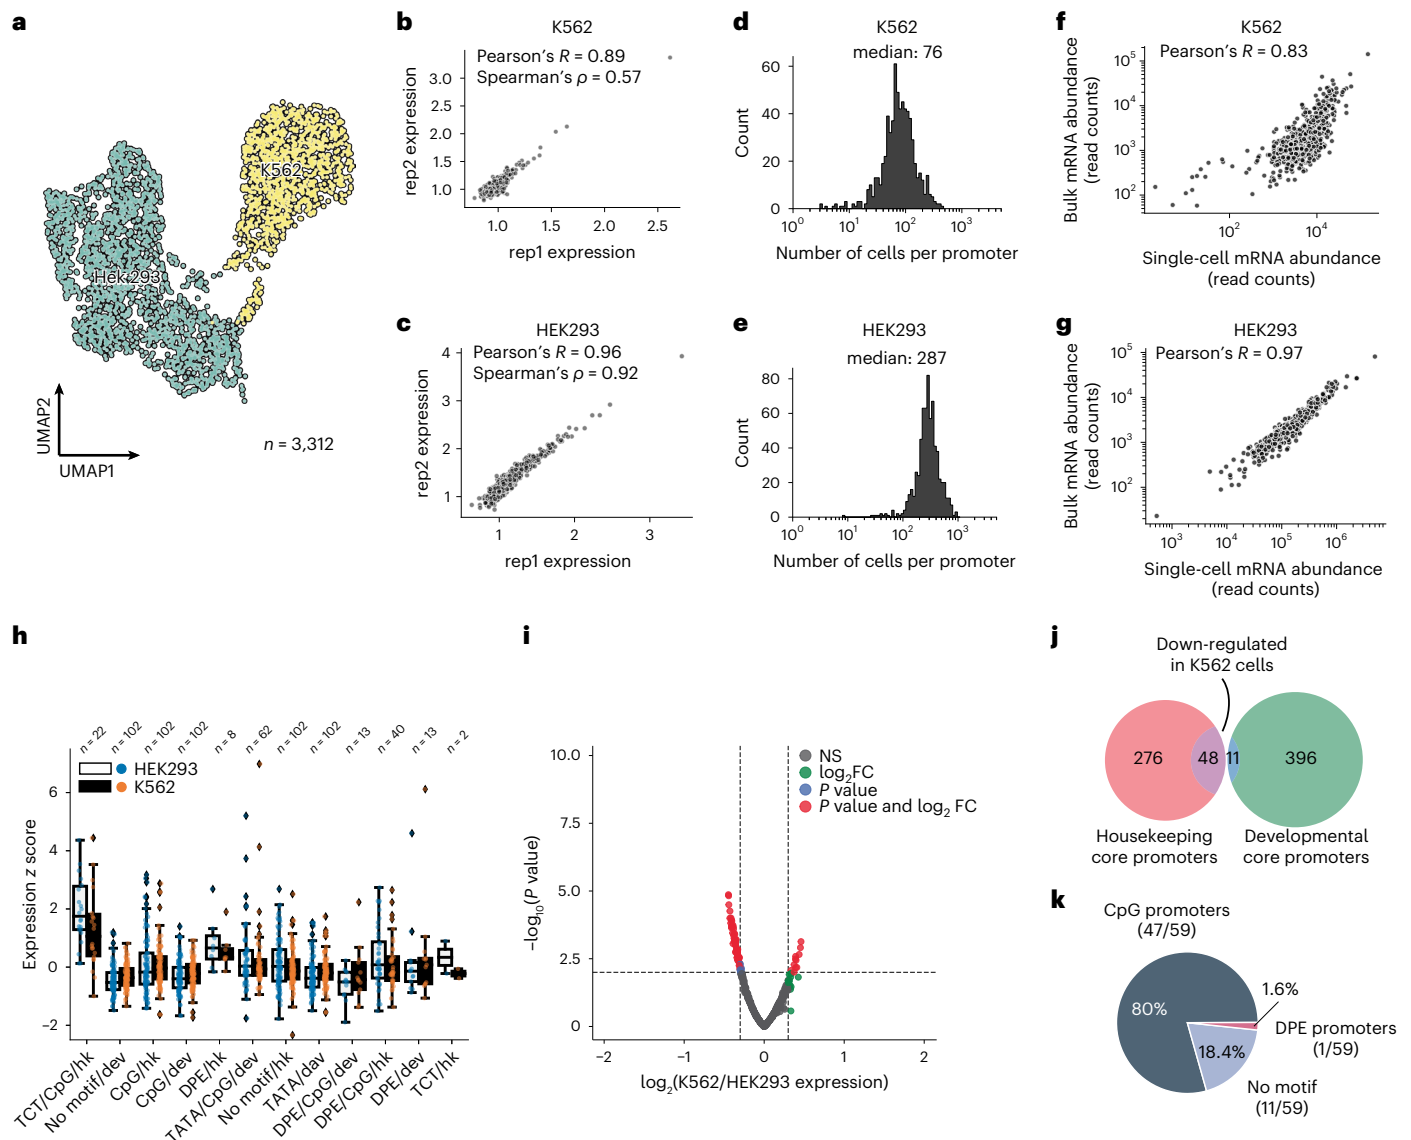 a
K562
Hek 293
UMAP2
UMAP1
n = 3,312
b
K562
Pearson's R = 0.89
Spearman's ρ = 0.57
rep2 expression
3.0
2.5
2.0
1.5
1.0
1.0 1.5 2.0 2.5
rep1 expression
c
HEK293
Pearson's R = 0.96
Spearman's ρ = 0.92
rep2 expression
4
3
2
1
1 2 3
rep1 expression
d
K562
median: 76
Count
60
40
20
0
10⁰ 10¹ 10² 10³
Number of cells per promoter
e
HEK293
median: 287
Count
80
60
40
20
0
10⁰ 10¹ 10² 10³
Number of cells per promoter
f
K562
Pearson's R = 0.83
Bulk mRNA abundance
(read counts)
10⁵
10⁴
10³
10²
10² 10⁴
Single-cell mRNA abundance
(read counts)
g
HEK293
Pearson's R = 0.97
Bulk mRNA abundance
(read counts)
10⁵
10⁴
10³
10²
10³ 10⁴ 10⁵ 10⁶
Single-cell mRNA abundance
(read counts)
h
n = 22 n = 102 n = 102 n = 102 n = 8 n = 62 n = 102 n = 102 n = 13 n = 40 n = 13 n = 2
HEK293
K562
Expression z score
6
4
2
0
−2
TCT/CpG/hk
No motif/dev
CpG/hk
CpG/dev
DPE/hk
TATA/CpG/dev
No motif/hk
TATA/dav
DPE/CpG/dev
DPE/CpG/hk
DPE/dev
TCT/hk
i
−log₁₀(P value)
10.0
7.5
5.0
2.5
0
NS
log₂FC
P value
P value and log₂ FC
−2 −1 0 1 2
log₂(K562/HEK293 expression)
j
Down-regulated
in K562 cells
276 48 11 396
Housekeeping
core promoters
Developmental
core promoters
k
CpG promoters
(47/59)
80%
1.6%
DPE promoters
(1/59)
18.4%
No motif
(11/59)